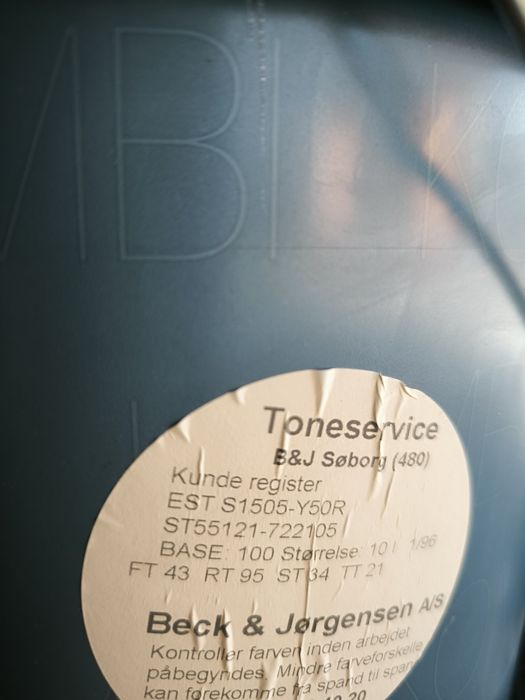 MBI
Toneservice
B&J Søborg (480)
Kunde register
EST S1505-Y50R
ST55121-722105
BASE: 100 Størrelse: 10 l 1/96
FT 43 RT 95 ST 34 TT 21
Beck & Jørgensen A/S
Kontroller farven inden arbejdet
påbegyndes. Mindre farveforskelle
kan forekomme fra spand til span